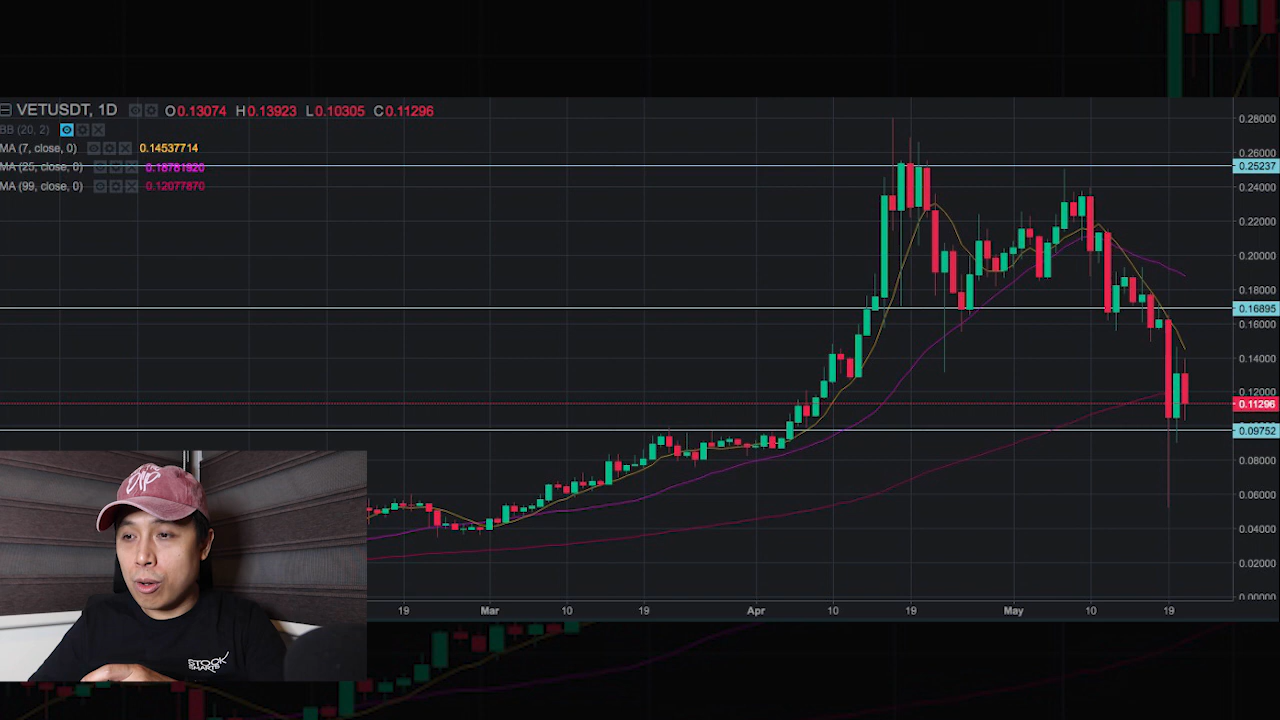 VETUSDT, 1D O0.13074 H0.13923 L0.10305 C0.11296
BB (20, 2)
MA (7, close, 0) 0.14537714
MA (25, close, 0) 0.18761920
MA (99, close, 0) 0.12077870
0.28000
0.26000
0.25237
0.24000
0.22000
0.20000
0.18000
0.16895
0.16000
0.14000
0.12000
0.11296
0.09752
0.08000
0.06000
0.04000
0.02000
0.00000
19 Mar 10 19 Apr 10 19 May 10 19
STOCK